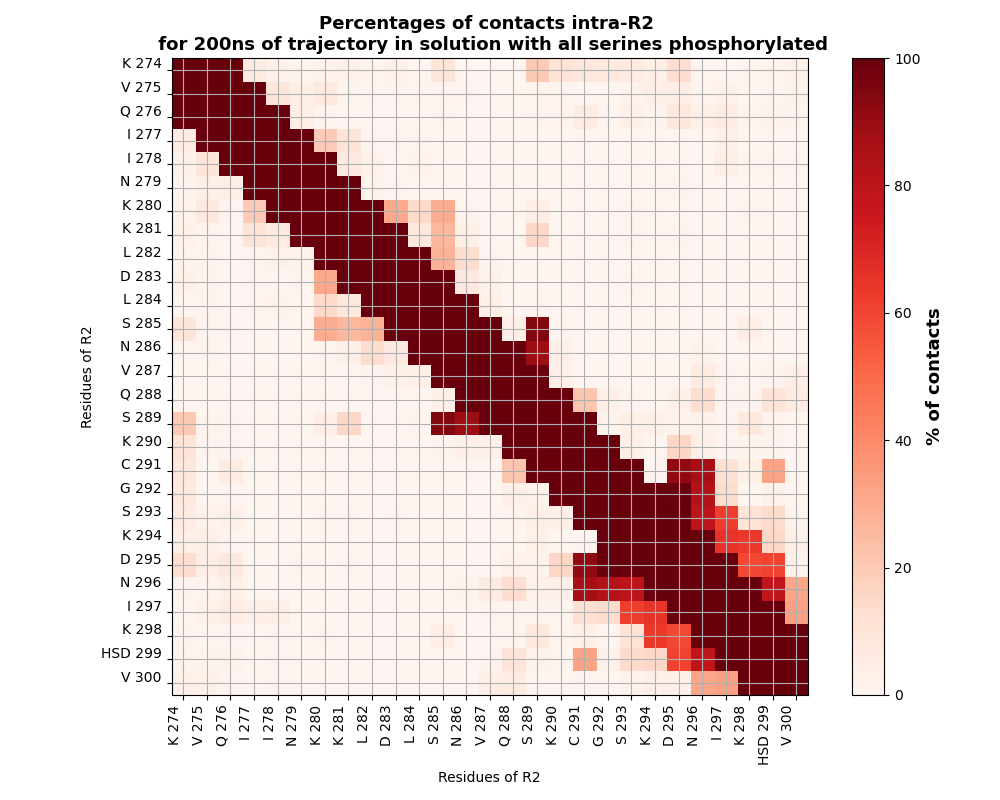 Percentages of contacts intra-R2
for 200ns of trajectory in solution with all serines phosphorylated
K 274
V 275
Q 276
I 277
I 278
N 279
K 280
K 281
L 282
D 283
L 284
S 285
N 286
V 287
Q 288
S 289
K 290
C 291
G 292
S 293
K 294
D 295
N 296
I 297
K 298
HSD 299
V 300
Residues of R2
K 274
V 275
Q 276
I 277
I 278
N 279
K 280
K 281
L 282
D 283
L 284
S 285
N 286
V 287
Q 288
S 289
K 290
C 291
G 292
S 293
K 294
D 295
N 296
I 297
K 298
HSD 299
V 300
Residues of R2
100
80
60
40
20
0
% of contacts